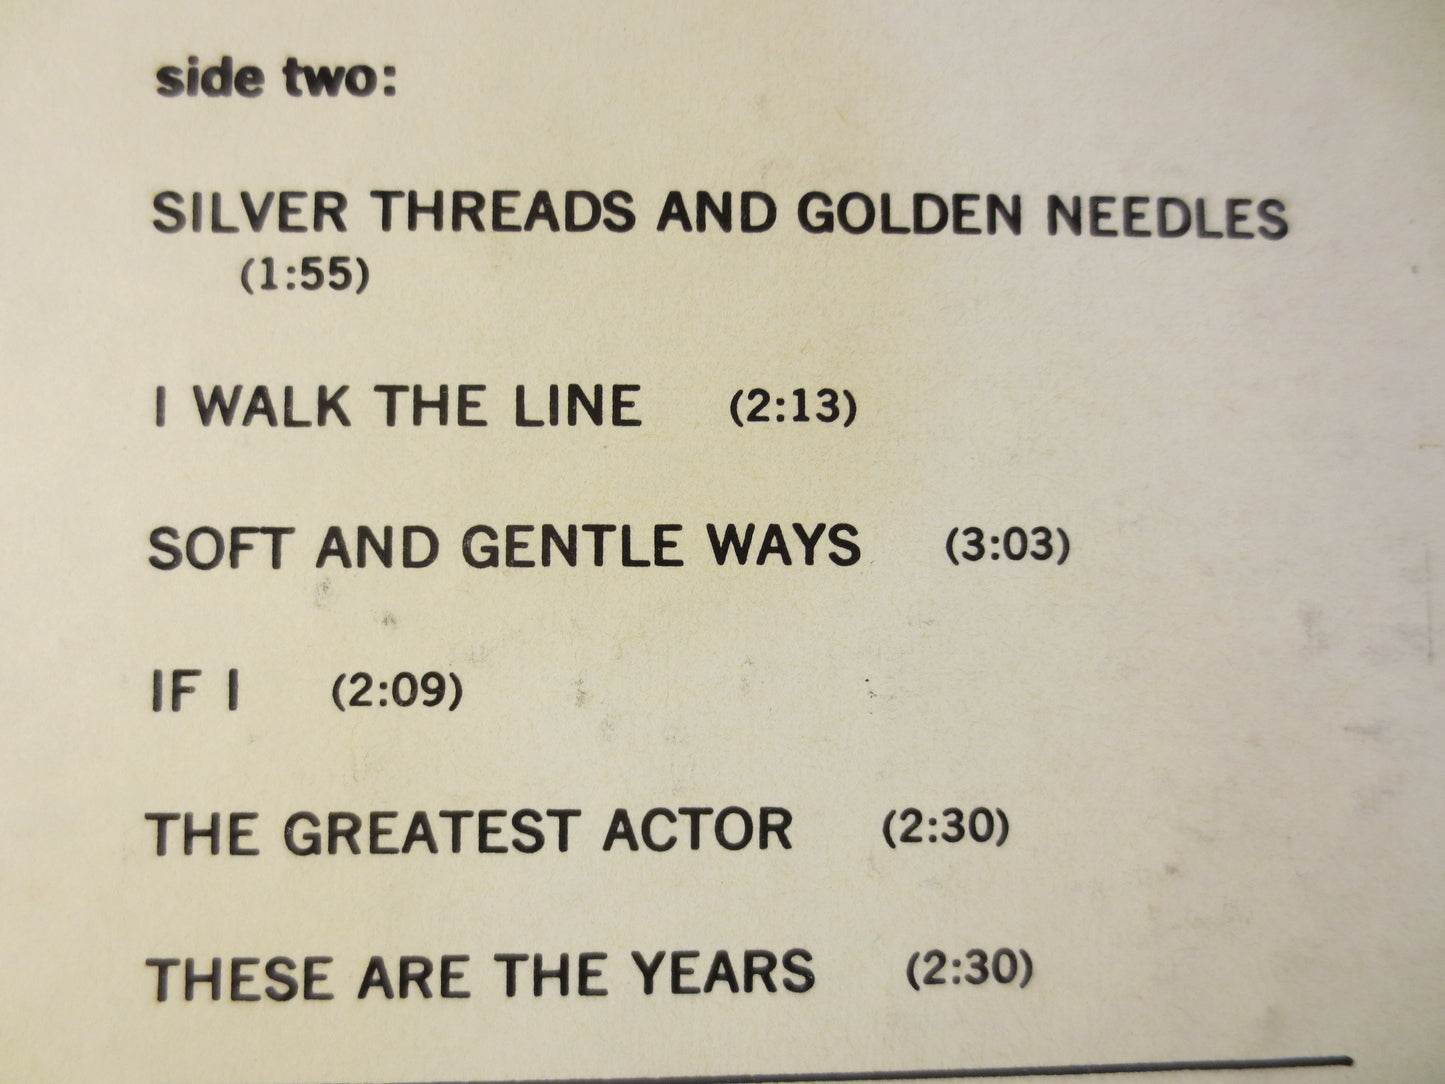 side two:
SILVER THREADS AND GOLDEN NEEDLES
(1:55)
I WALK THE LINE (2:13)
SOFT AND GENTLE WAYS (3:03)
IF I (2:09)
THE GREATEST ACTOR (2:30)
THESE ARE THE YEARS (2:30)